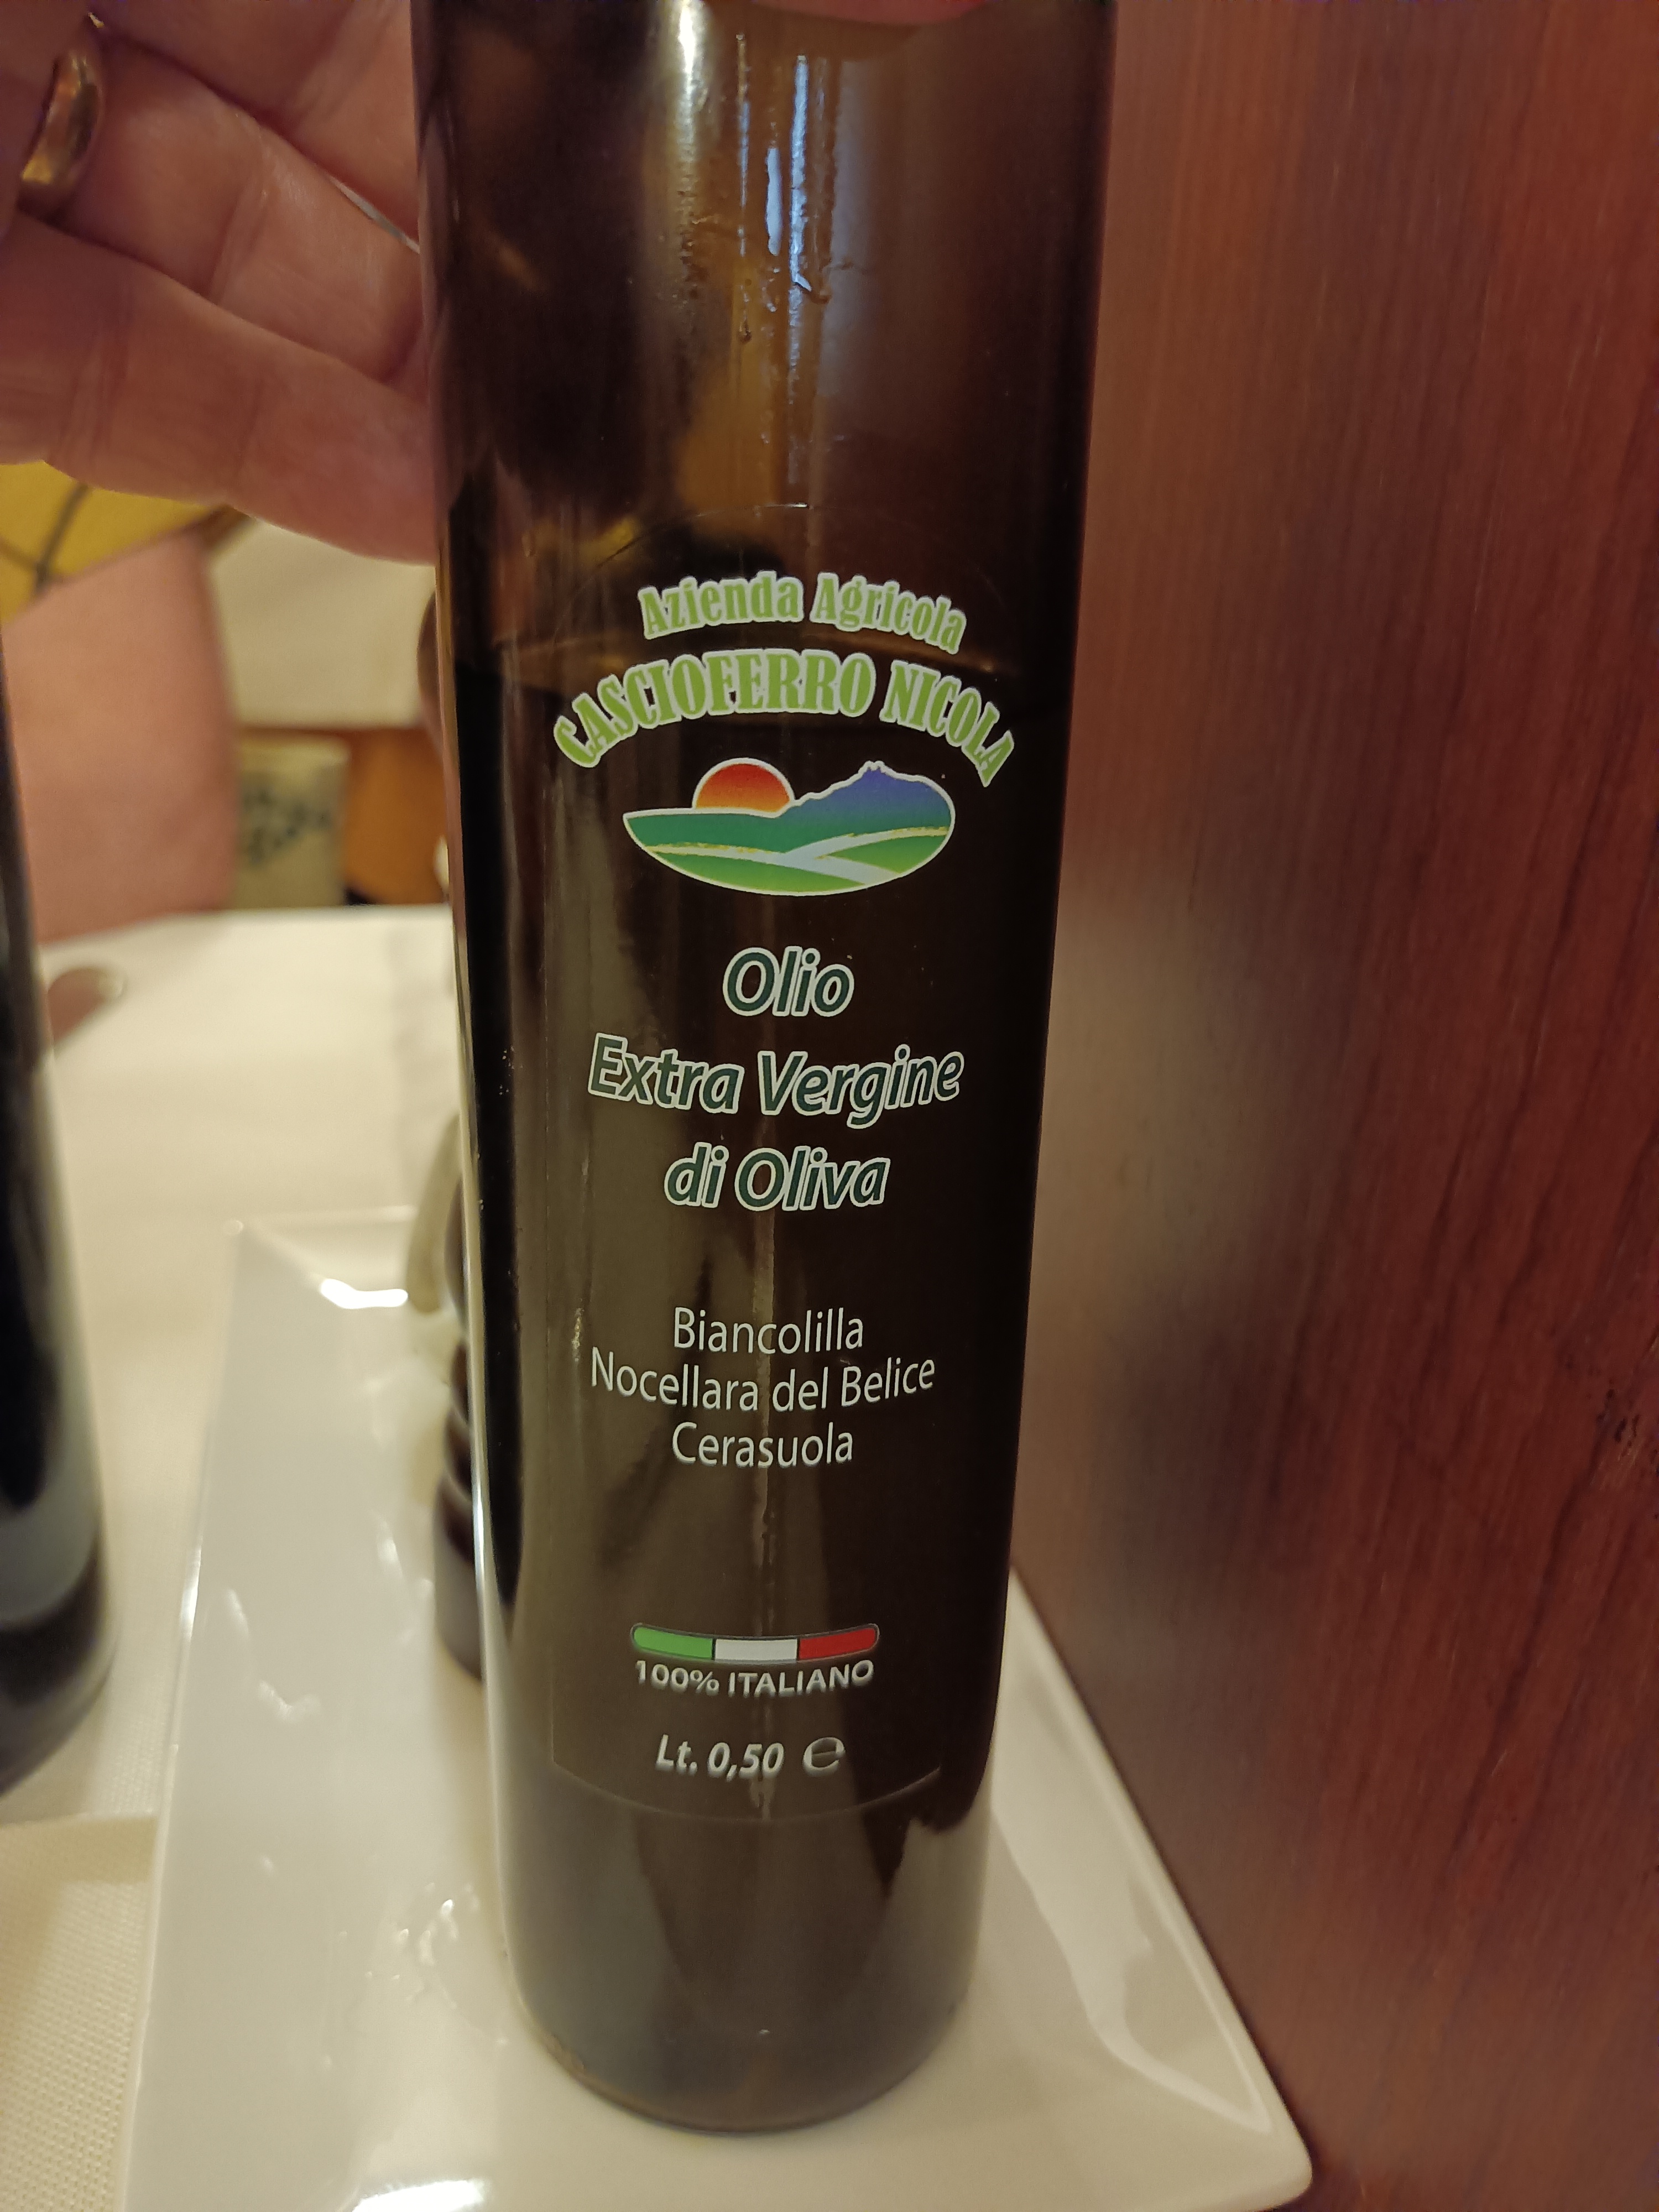 Azienda Agricola
CASCIOFERRO NICOLA
Olio
Extra Vergine
di Oliva
Biancolilla
Nocellara del Belice
Cerasuola
100% ITALIANO
Lt. 0,50 ℮